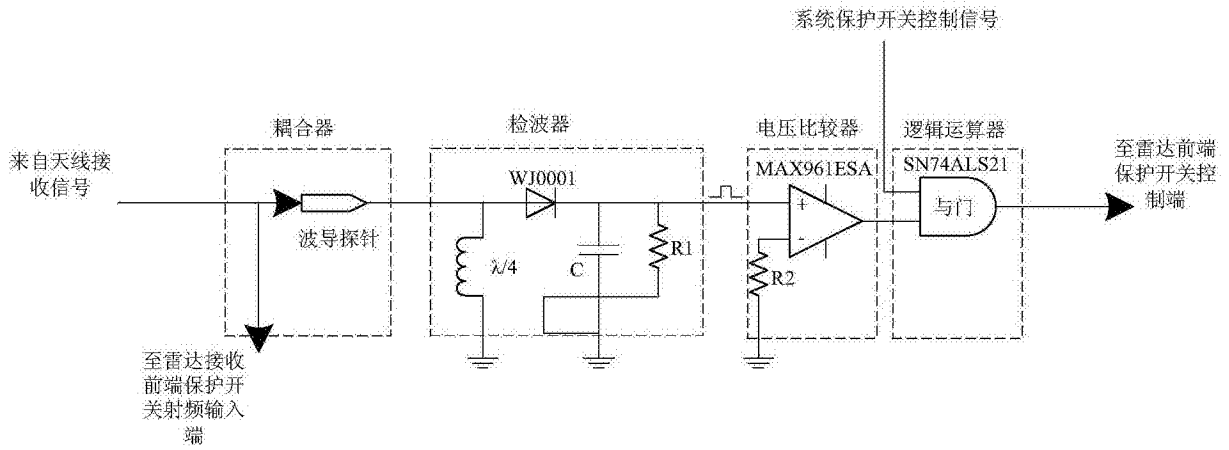 系统保护开关控制信号
耦合器
检波器
电压比较器
逻辑运算器
来自天线接
收信号
WJ0001
MAX961ESA
SN74ALS21
至雷达前端
保护开关控
制端
波导探针
λ/4
C
R1
+
-
R2
与门
至雷达接收
前端保护开
关射频输入
端